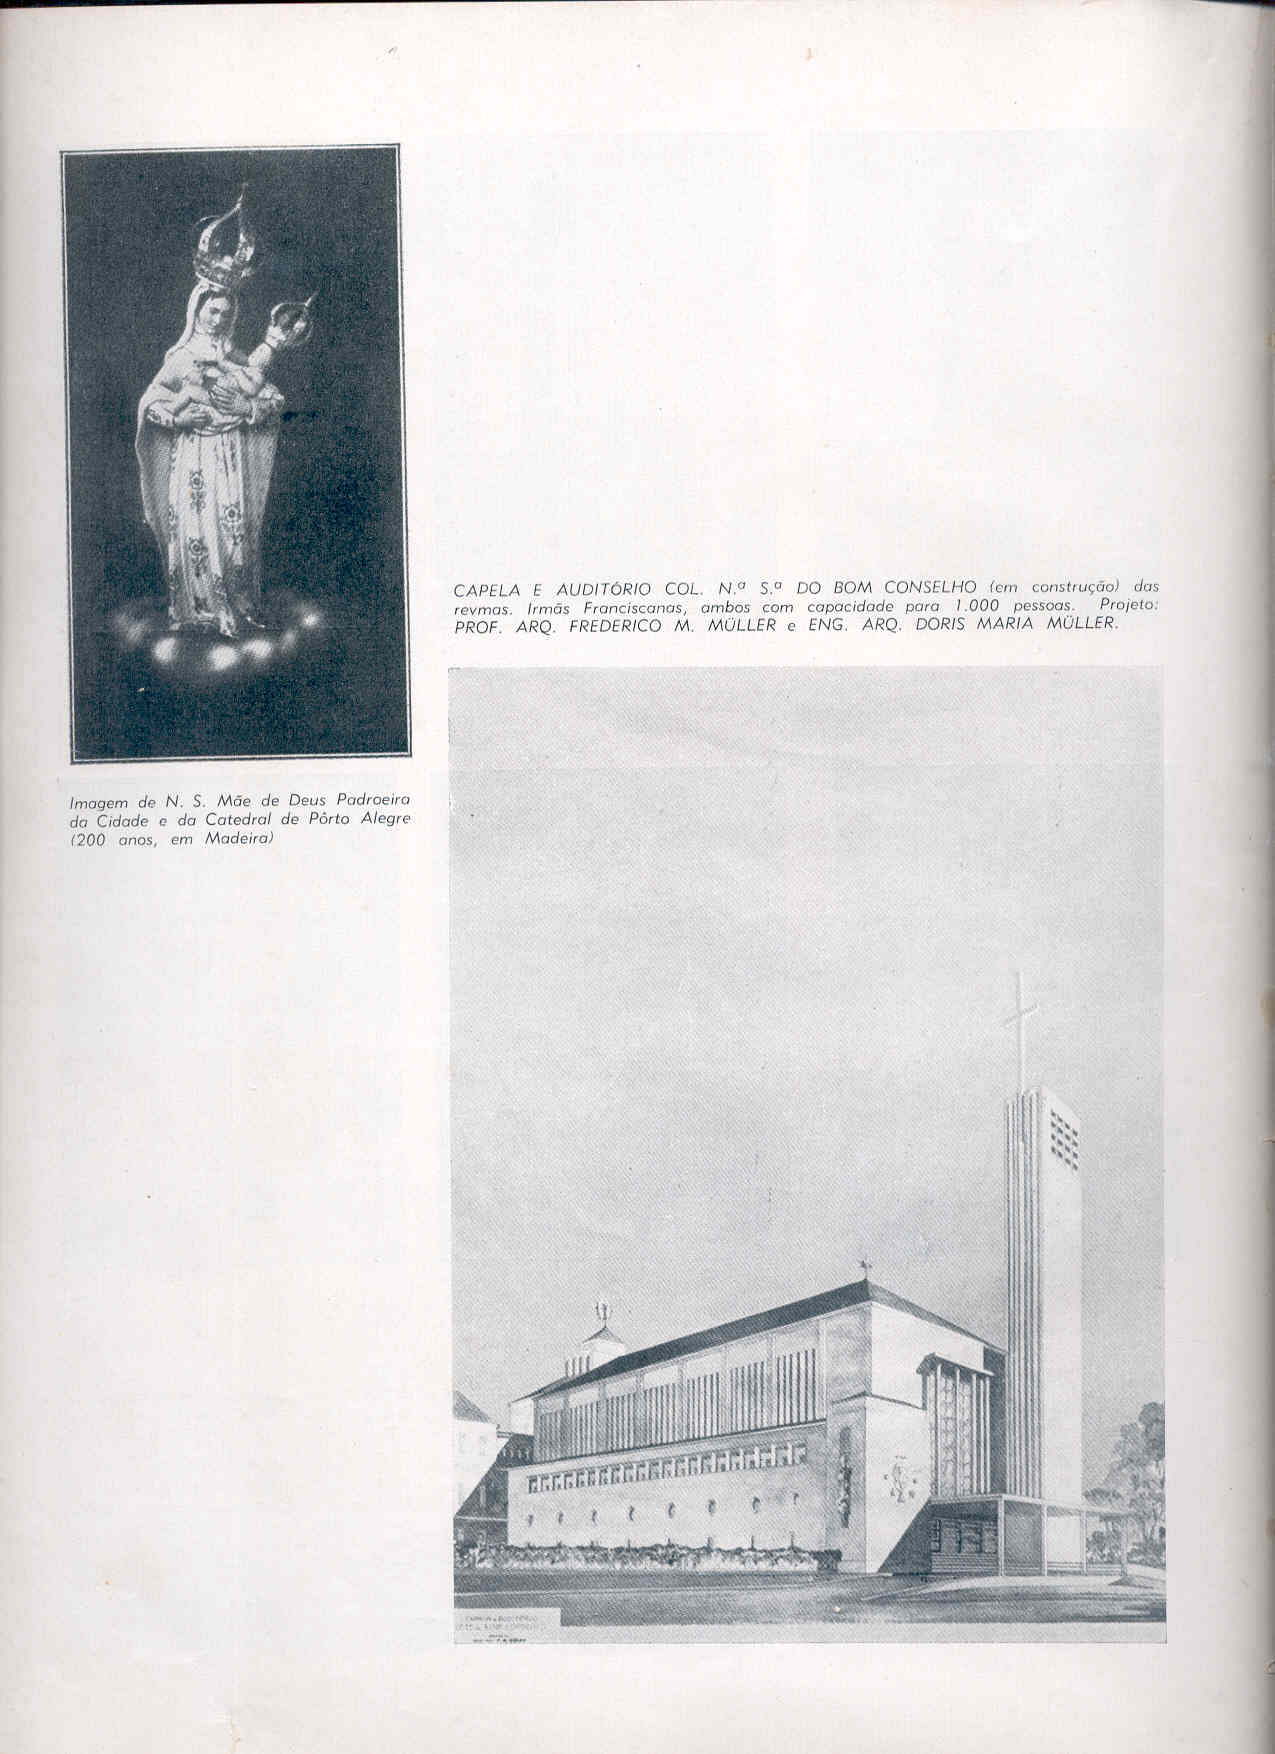 CAPELA E AUDITÓRIO COL. N.ª S.ª DO BOM CONSELHO (em construção) das
revmas. Irmãs Franciscanas, ambos com capacidade para 1.000 pessoas. Projeto:
PROF. ARQ. FREDERICO M. MÜLLER e ENG. ARQ. DORIS MARIA MÜLLER.
Imagem de N. S. Mãe de Deus Padroeira
da Cidade e da Catedral de Pôrto Alegre
(200 anos, em Madeira)